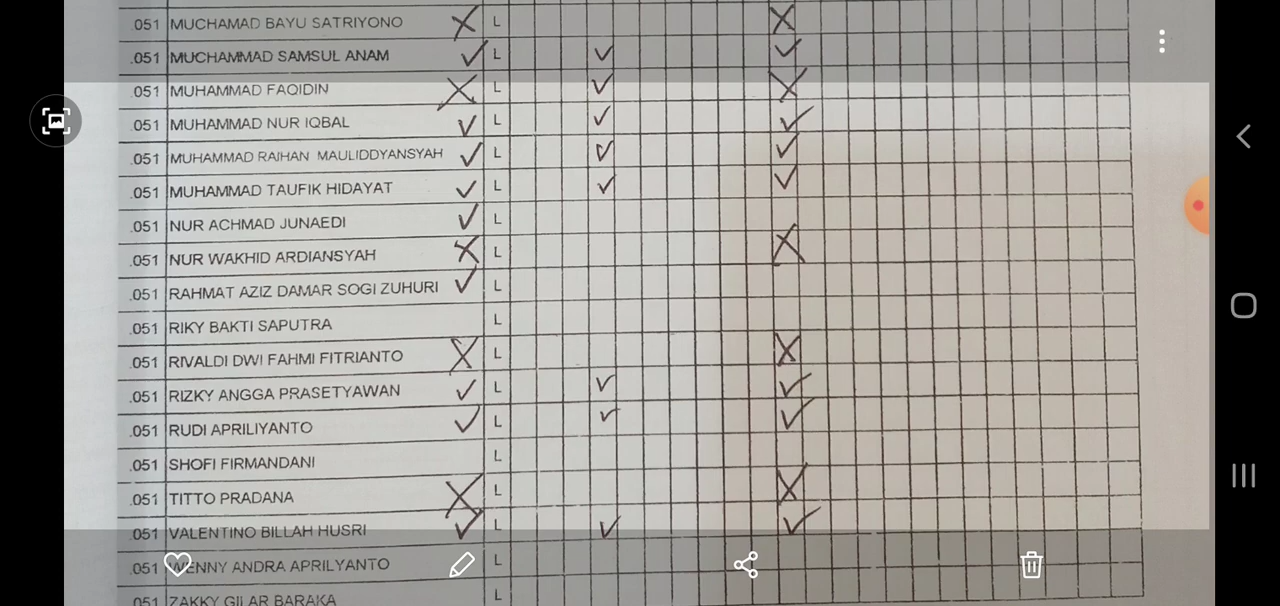 .051 MUCHAMAD BAYU SATRIYONO L
.051 MUCHAMMAD SAMSUL ANAM L
.051 MUHAMMAD FAQIDIN L
.051 MUHAMMAD NUR IQBAL L
.051 MUHAMMAD RAIHAN MAULIDDYANSYAH L
.051 MUHAMMAD TAUFIK HIDAYAT L
.051 NUR ACHMAD JUNAEDI L
.051 NUR WAKHID ARDIANSYAH L
.051 RAHMAT AZIZ DAMAR SOGI ZUHURI L
.051 RIKY BAKTI SAPUTRA L
.051 RIVALDI DWI FAHMI FITRIANTO L
.051 RIZKY ANGGA PRASETYAWAN L
.051 RUDI APRILIYANTO L
.051 SHOFI FIRMANDANI L
.051 TITTO PRADANA L
.051 VALENTINO BILLAH HUSRI L
.051 WENNY ANDRA APRILYANTO L
.051 ZAKKY GILAR BARAKA L